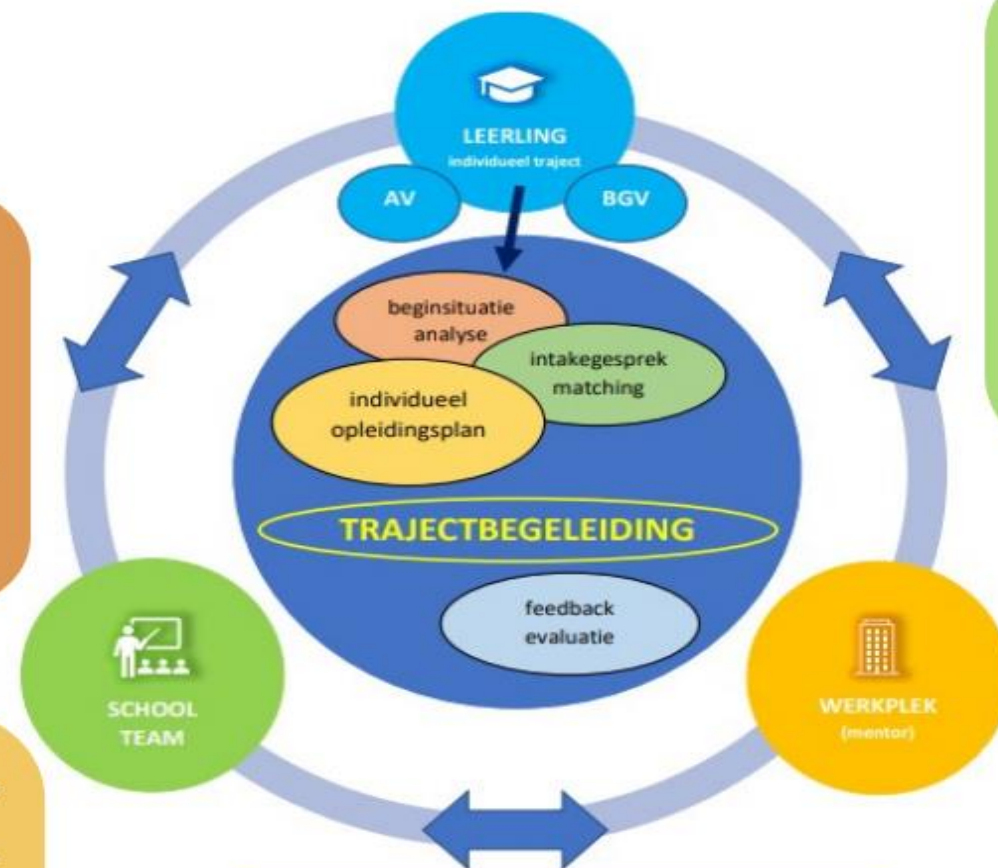 LEERLING
individueel traject
AV
BGV
beginsituatie
analyse
intakegesprek
matching
individueel
opleidingsplan
TRAJECTBEGELEIDING
feedback
evaluatie
SCHOOL
TEAM
WERKPLEK
(mentor)